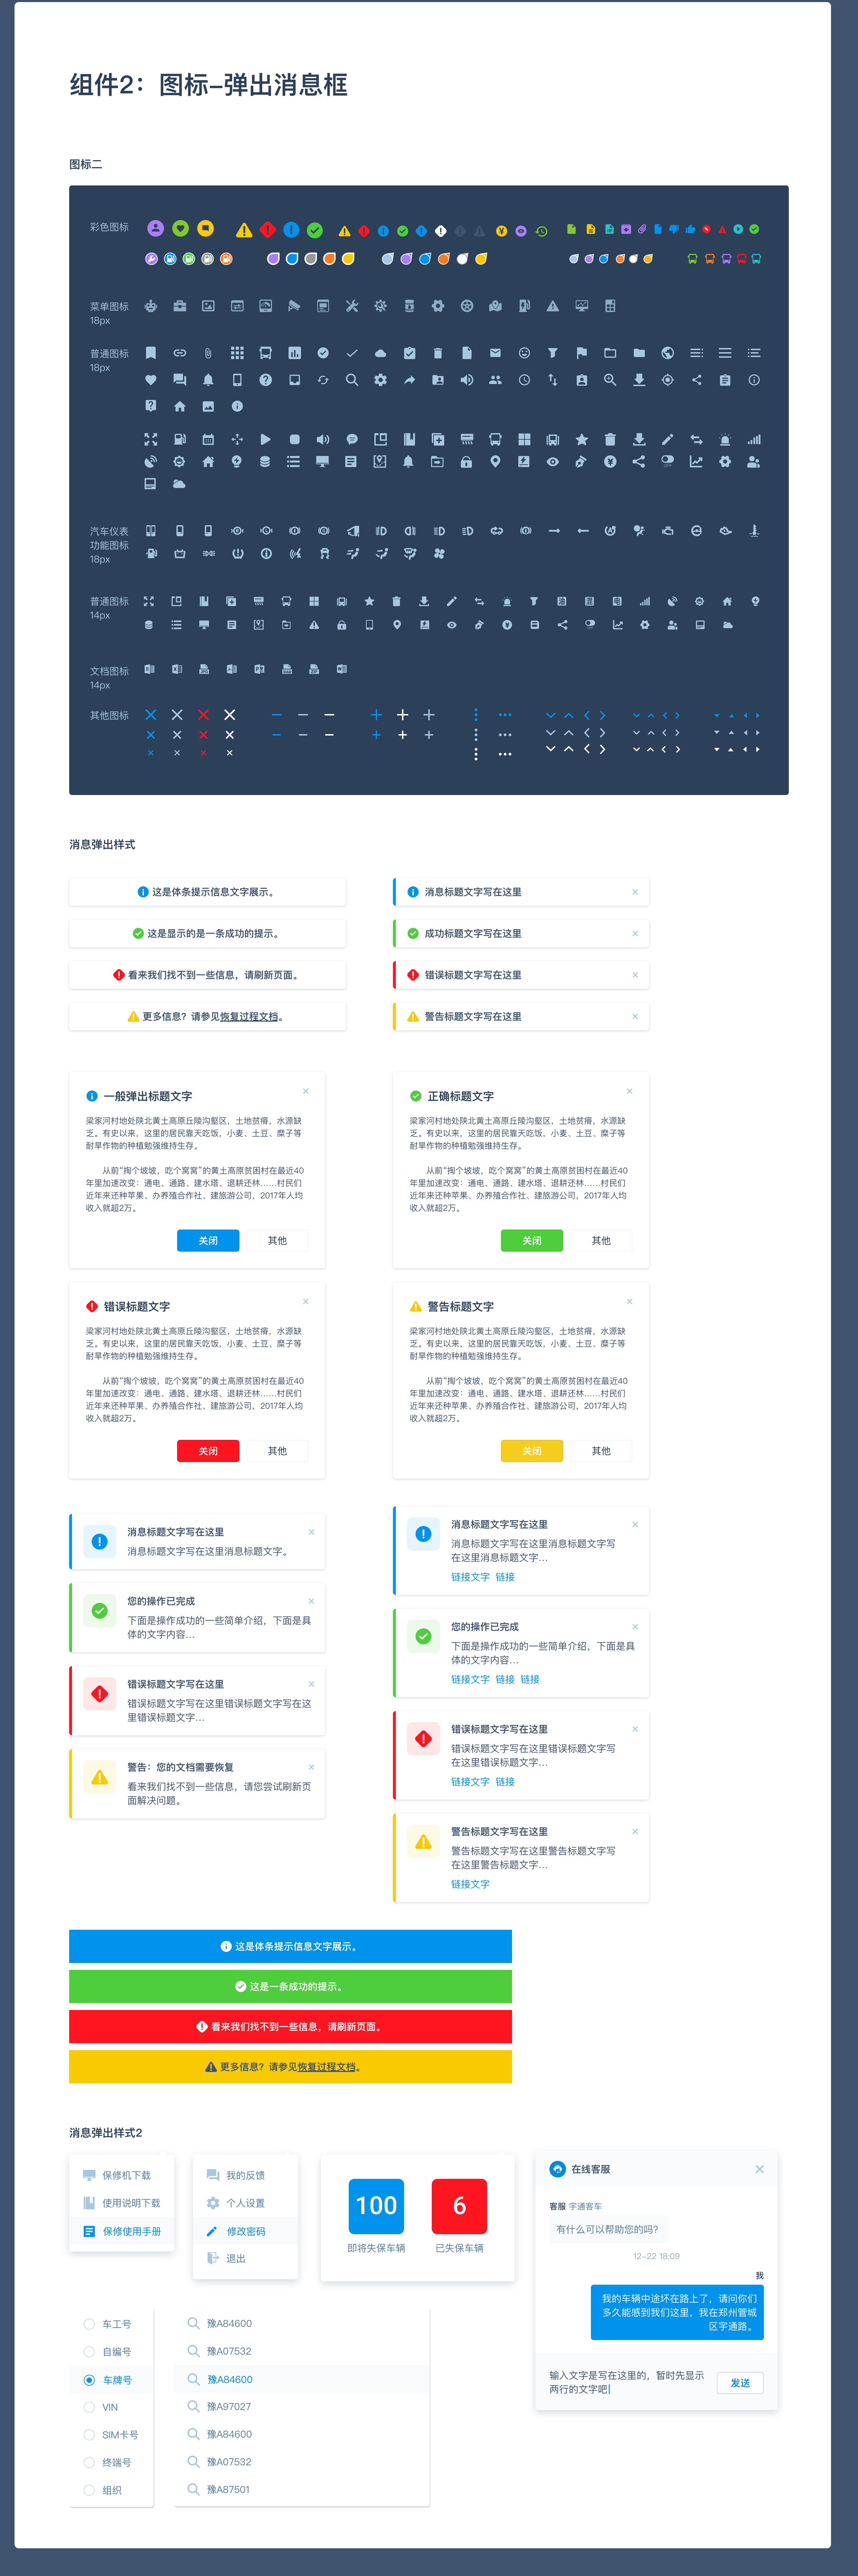 组件2：图标-弹出消息框
图标二
彩色图标
菜单图标
18px
普通图标
18px
汽车仪表
功能图标
18px
普通图标
14px
文档图标
14px
其他图标
消息弹出样式
这是体条提示信息文字展示。
消息标题文字写在这里
这是显示的是一条成功的提示。
成功标题文字写在这里
看来我们找不到一些信息，请刷新页面。
错误标题文字写在这里
更多信息？请参见恢复过程文档。
警告标题文字写在这里
一般弹出标题文字
梁家河村地处陕北黄土高原丘陵沟壑区，土地贫瘠，水源缺
乏。有史以来，这里的居民靠天吃饭，小麦、土豆、糜子等
耐旱作物的种植勉强维持生存。
从前“掏个坡坡，吃个窝窝”的黄土高原贫困村在最近40
年里加速改变：通电、通路、建水塔、退耕还林……村民们
近年来还种苹果、办养殖合作社、建旅游公司，2017年人均
收入就超2万。
关闭
其他
正确标题文字
梁家河村地处陕北黄土高原丘陵沟壑区，土地贫瘠，水源缺
乏。有史以来，这里的居民靠天吃饭，小麦、土豆、糜子等
耐旱作物的种植勉强维持生存。
从前“掏个坡坡，吃个窝窝”的黄土高原贫困村在最近40
年里加速改变：通电、通路、建水塔、退耕还林……村民们
近年来还种苹果、办养殖合作社、建旅游公司，2017年人均
收入就超2万。
关闭
其他
错误标题文字
梁家河村地处陕北黄土高原丘陵沟壑区，土地贫瘠，水源缺
乏。有史以来，这里的居民靠天吃饭，小麦、土豆、糜子等
耐旱作物的种植勉强维持生存。
从前“掏个坡坡，吃个窝窝”的黄土高原贫困村在最近40
年里加速改变：通电、通路、建水塔、退耕还林……村民们
近年来还种苹果、办养殖合作社、建旅游公司，2017年人均
收入就超2万。
关闭
其他
警告标题文字
梁家河村地处陕北黄土高原丘陵沟壑区，土地贫瘠，水源缺
乏。有史以来，这里的居民靠天吃饭，小麦、土豆、糜子等
耐旱作物的种植勉强维持生存。
从前“掏个坡坡，吃个窝窝”的黄土高原贫困村在最近40
年里加速改变：通电、通路、建水塔、退耕还林……村民们
近年来还种苹果、办养殖合作社、建旅游公司，2017年人均
收入就超2万。
关闭
其他
消息标题文字写在这里
消息标题文字写在这里消息标题文字。
您的操作已完成
下面是操作成功的一些简单介绍，下面是具
体的文字内容...
错误标题文字写在这里
错误标题文字写在这里错误标题文字写在这
里错误标题文字...
警告：您的文档需要恢复
看来我们找不到一些信息，请您尝试刷新页
面解决问题。
消息标题文字写在这里
消息标题文字写在这里消息标题文字写
在这里消息标题文字...
链接文字 链接
您的操作已完成
下面是操作成功的一些简单介绍，下面是具
体的文字内容...
链接文字 链接 链接
错误标题文字写在这里
错误标题文字写在这里错误标题文字写
在这里错误标题文字...
链接文字 链接
警告标题文字写在这里
警告标题文字写在这里警告标题文字写
在这里警告标题文字...
链接文字
这是体条提示信息文字展示。
这是一条成功的提示。
看来我们找不到一些信息，请刷新页面。
更多信息？请参见恢复过程文档。
消息弹出样式2
保修机下载
使用说明下载
保修使用手册
我的反馈
个人设置
修改密码
退出
100
即将失保车辆
6
已失保车辆
在线客服
客服 宇通客车
有什么可以帮助您的吗？
12-22 18:09
我
我的车辆中途坏在路上了，请问你们
多久能感到我们这里，我在郑州管城
区宇通路。
输入文字是写在这里的，暂时先显示
两行的文字吧
发送
车工号
自编号
车牌号
VIN
SIM卡号
终端号
组织
豫A84600
豫A07532
豫A84600
豫A97027
豫A84600
豫A07532
豫A87501